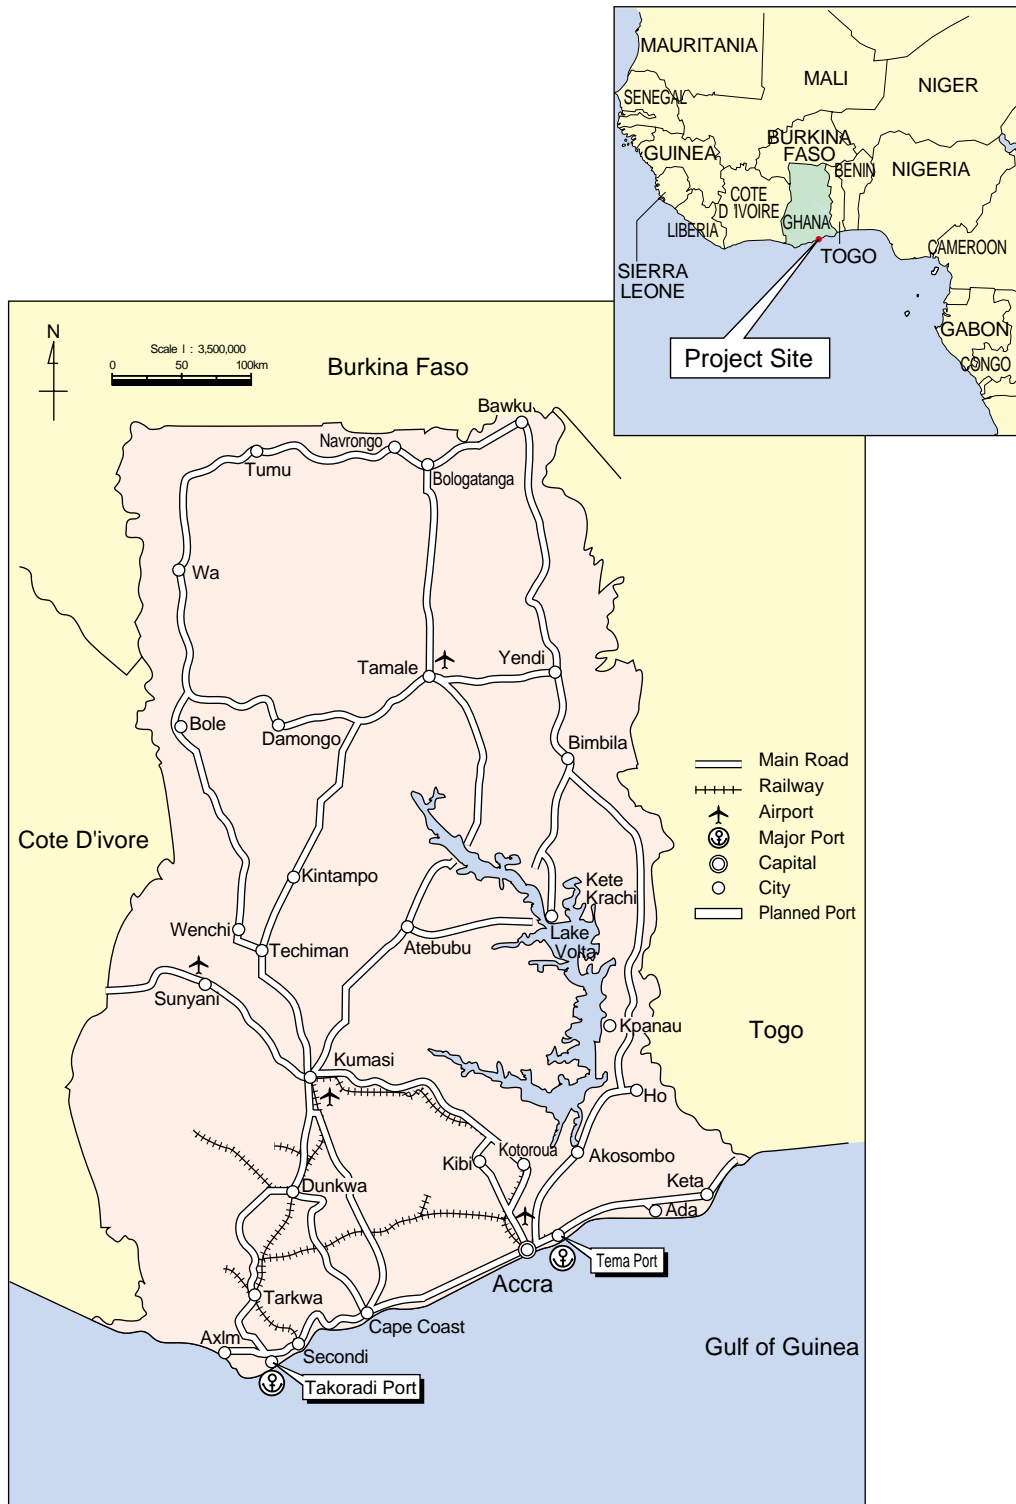 MAURITANIA
MALI
NIGER
SENEGAL
BURKINA
FASO
GUINEA
BENIN
NIGERIA
COTE
D 'IVOIRE
GHANA
LIBERIA
TOGO
CAMEROON
SIERRA
LEONE
GABON
CONGO
Project Site
N
Scale I : 3,500,000
0 50 100km
Burkina Faso
Bawku
Navrongo
Tumu
Bologatanga
Wa
Tamale
Yendi
Bole
Damongo
Bimbila
Main Road
Railway
Airport
Major Port
Capital
City
Planned Port
Cote D'ivore
Kintampo
Kete
Krachi
Wenchi
Techiman
Atebubu
Lake
Volta
Sunyani
Kpanau
Togo
Kumasi
Ho
Kotoroua
Kibi
Akosombo
Dunkwa
Keta
Ada
Tema Port
Accra
Tarkwa
Cape Coast
Axlm
Secondi
Gulf of Guinea
Takoradi Port